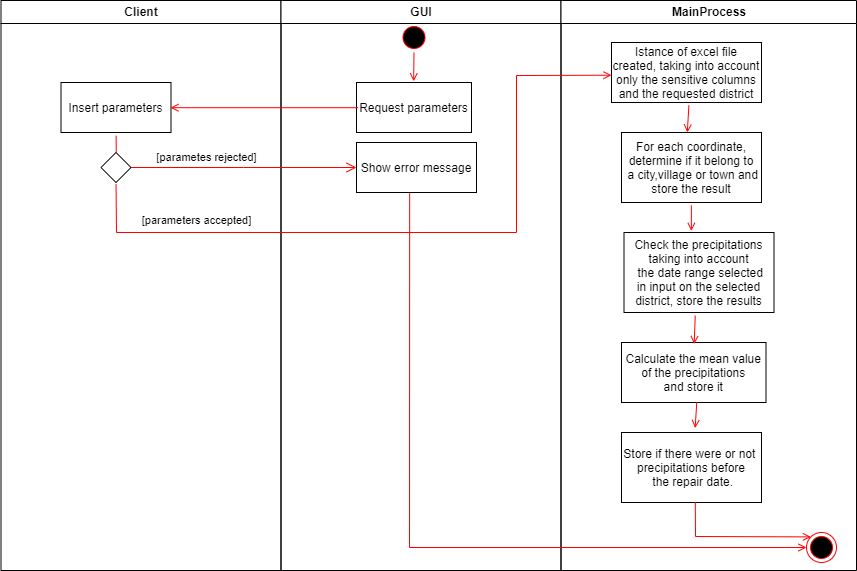 Client
GUI
MainProcess
Insert parameters
Request parameters
[parametes rejected]
Show error message
[parameters accepted]
Istance of excel file
created, taking into account
only the sensitive columns
and the requested district
For each coordinate,
determine if it belong to
a city,village or town and
store the result
Check the precipitations
taking into account
the date range selected
in input on the selected
district, store the results
Calculate the mean value
of the precipitations
and store it
Store if there were or not
precipitations before
the repair date.